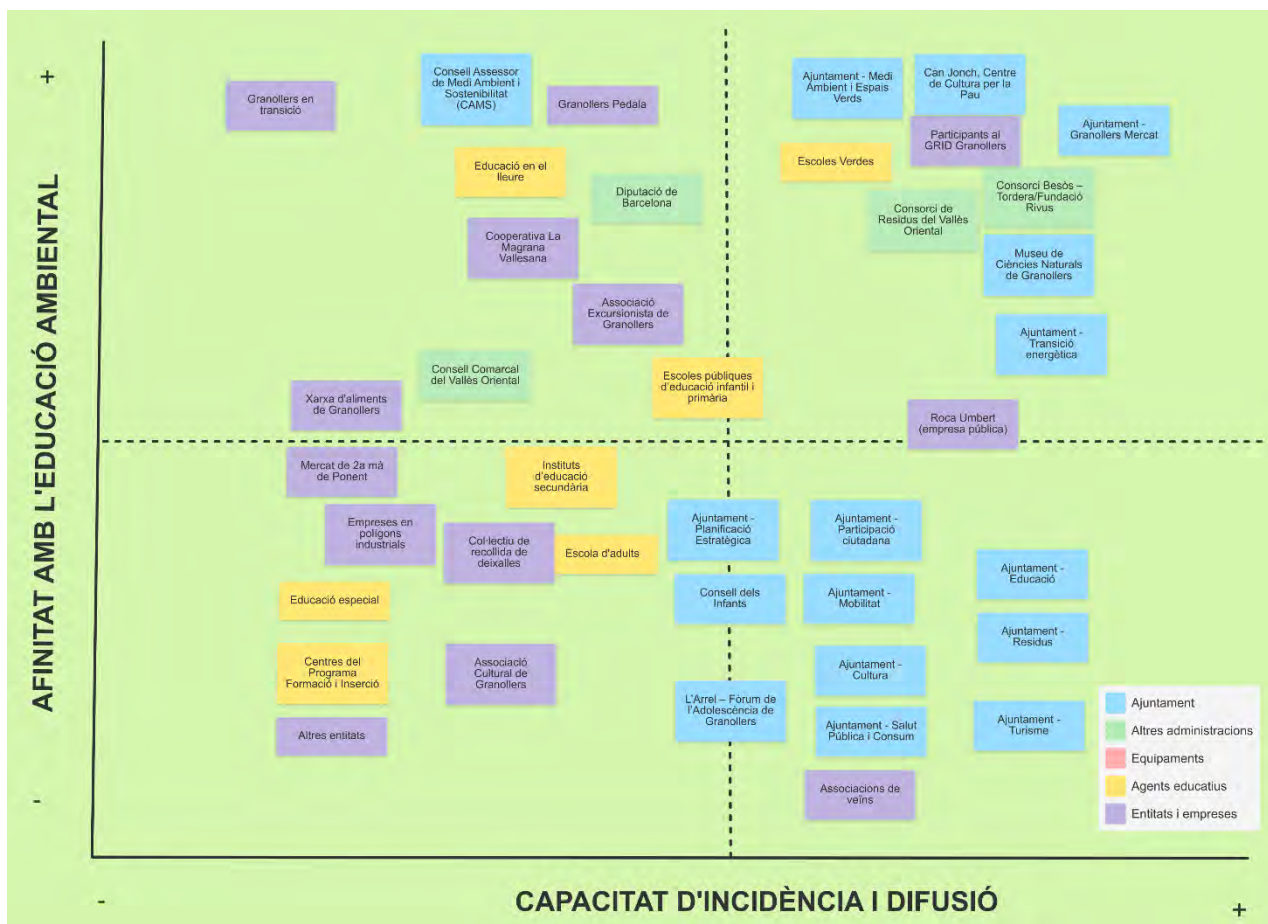 +
AFINITAT AMB L'EDUCACIÓ AMBIENTAL
-
Granollers en
transició
Consell Assessor
de Medi Ambient i
Sostenibilitat
(CAMS)
Granollers Pedala
Educació en el
lleure
Diputació de
Barcelona
Cooperativa La
Magrana
Vallesana
Associació
Excursionista de
Granollers
Consell Comarcal
del Vallès Oriental
Xarxa d'aliments
de Granollers
Escoles públiques
d'educació infantil i
primària
Ajuntament - Medi
Ambient i Espais
Verds
Can Jonch, Centre
de Cultura per la
Pau
Ajuntament -
Granollers Mercat
Participants al
GRID Granollers
Escoles Verdes
Consorci Besòs –
Tordera/Fundació
Rivus
Consorci de
Residus del Vallès
Oriental
Museu de
Ciències Naturals
de Granollers
Ajuntament -
Transició
energètica
Roca Umbert
(empresa pública)
Mercat de 2a mà
de Ponent
Instituts
d'educació
secundària
Empreses en
polígons
industrials
Col·lectiu de
recollida de
deixalles
Escola d'adults
Educació especial
Centres del
Programa
Formació i Inserció
Associació
Cultural de
Granollers
Altres entitats
Ajuntament -
Planificació
Estratègica
Ajuntament -
Participació
ciutadana
Ajuntament -
Educació
Consell dels
Infants
Ajuntament -
Mobilitat
Ajuntament -
Residus
Ajuntament -
Cultura
L'Arrel – Fòrum de
l'Adolescència de
Granollers
Ajuntament - Salut
Pública i Consum
Ajuntament -
Turisme
Associacions de
veïns
Ajuntament
Altres administracions
Equipaments
Agents educatius
Entitats i empreses
-
CAPACITAT D'INCIDÈNCIA I DIFUSIÓ
+